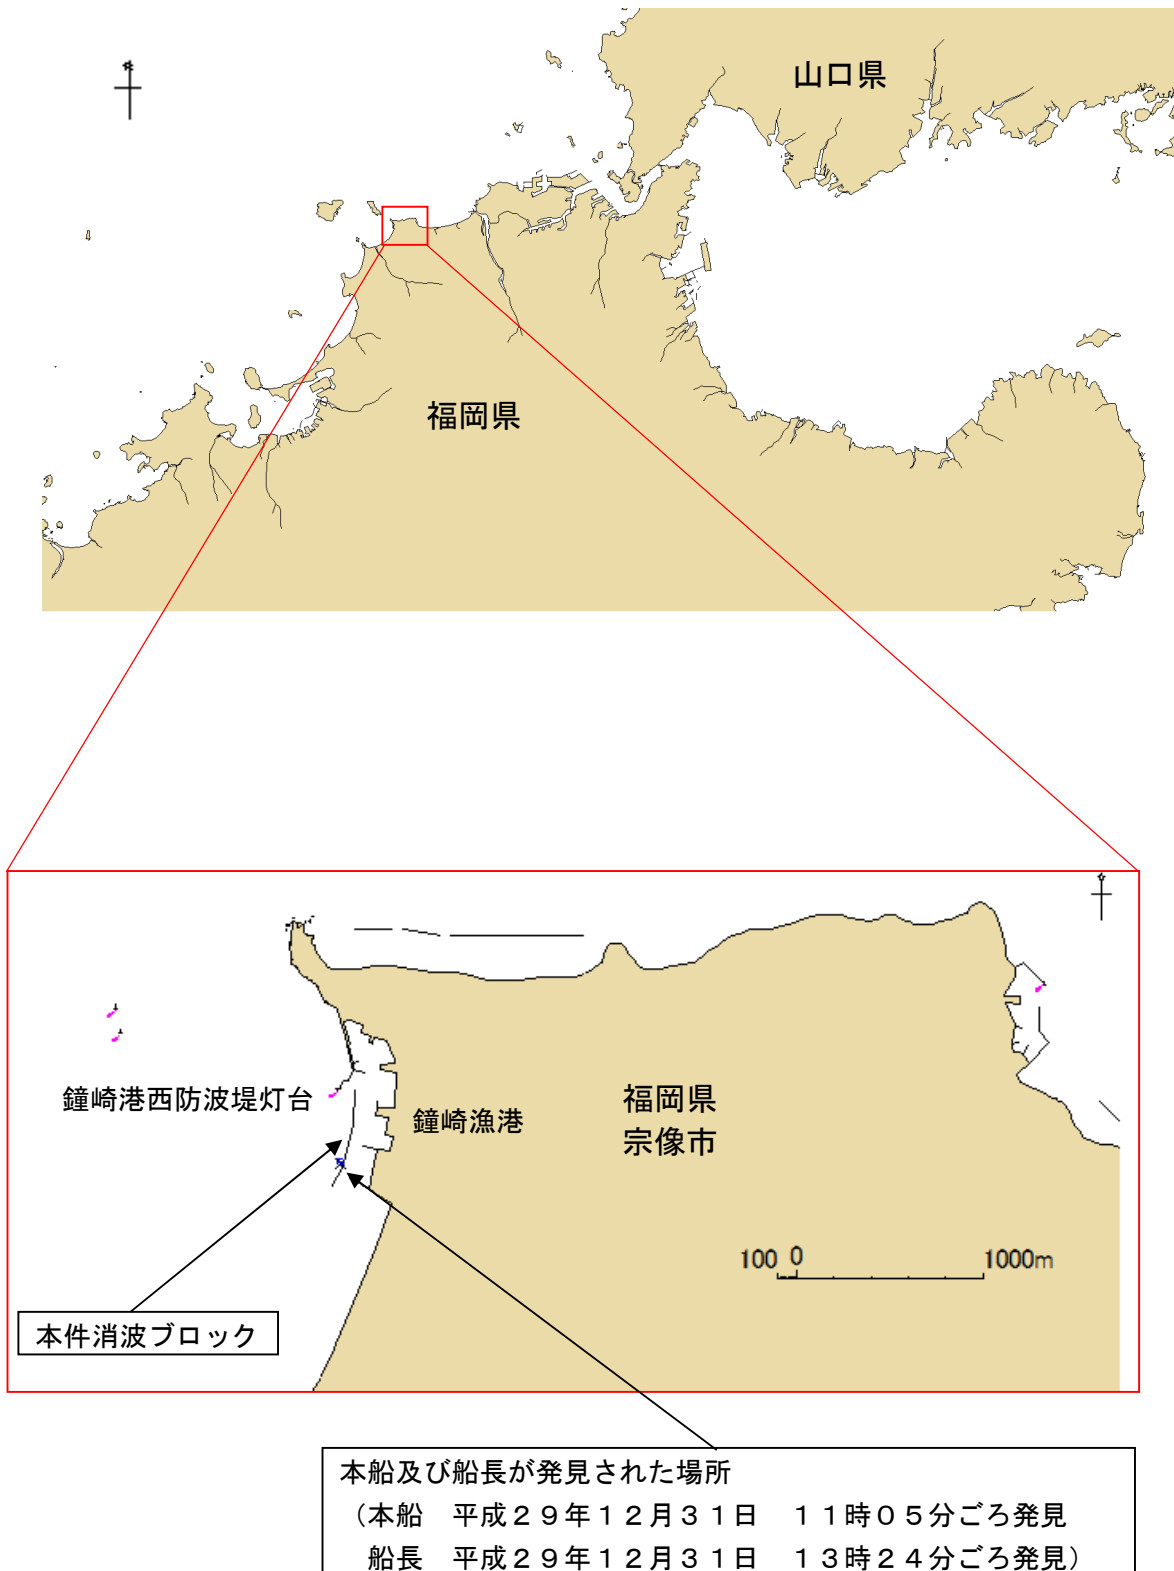 山口県
福岡県
鐘崎港西防波堤灯台
鐘崎漁港
福岡県
宗像市
100 0 1000m
本件消波ブロック
本船及び船長が発見された場所
（本船　平成２９年１２月３１日　１１時０５分ごろ発見
船長　平成２９年１２月３１日　１３時２４分ごろ発見）